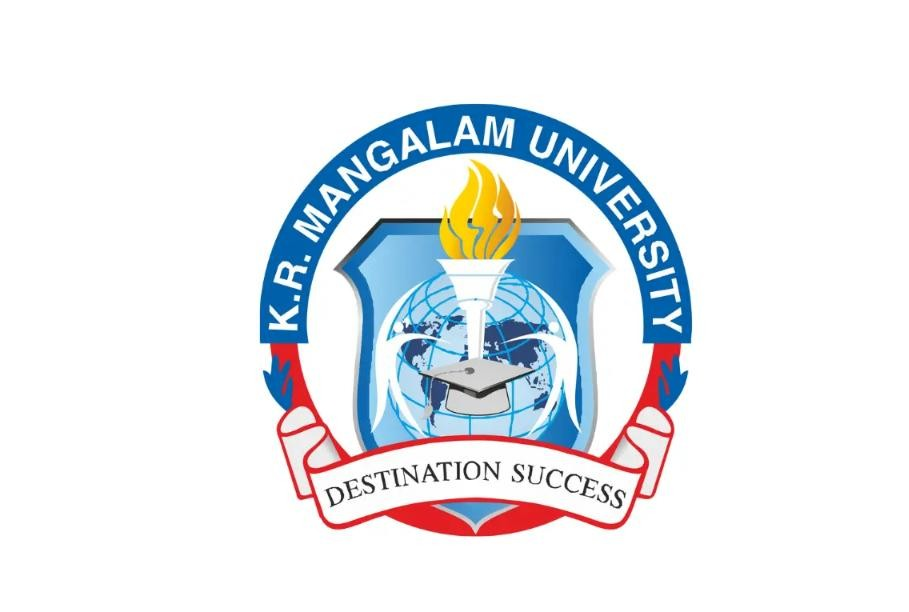 K.R. MANGALAM UNIVERSITY
DESTINATION SUCCESS